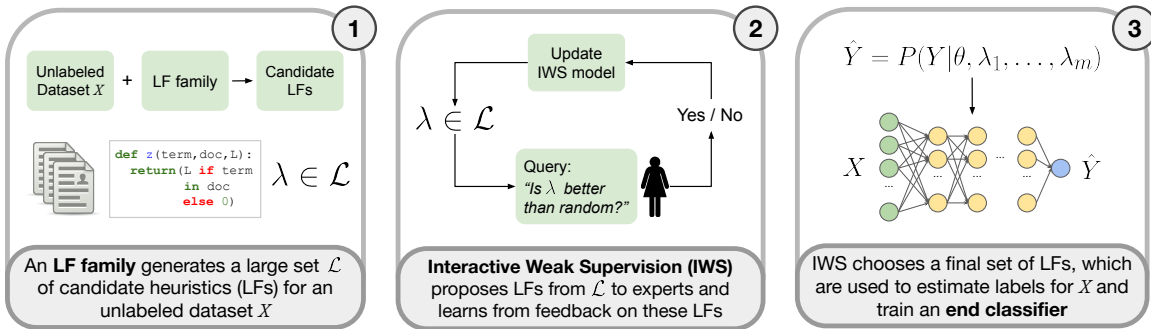 1
Unlabeled
Dataset X
+
LF family
Candidate
LFs
def z(term,doc,L):
return(L if term
in doc
else 0)
λ ∈ ℒ
An LF family generates a large set ℒ
of candidate heuristics (LFs) for an
unlabeled dataset X
2
Update
IWS model
λ ∈ ℒ
Yes / No
Query:
"Is λ better
than random?"
Interactive Weak Supervision (IWS)
proposes LFs from ℒ to experts and
learns from feedback on these LFs
3
Ŷ = P(Y|θ, λ₁, . . . , λₘ)
X
...
...
...
...
...
Ŷ
IWS chooses a final set of LFs, which
are used to estimate labels for X and
train an end classifier